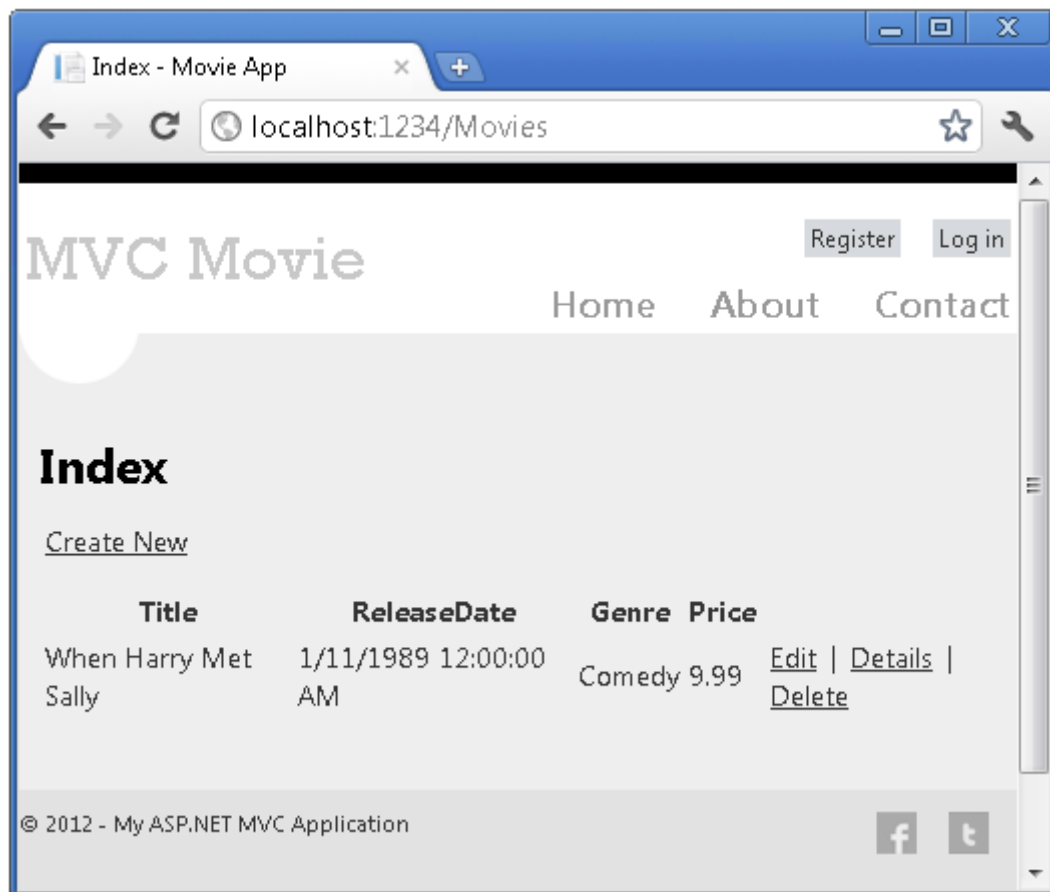 Index - Movie App
localhost:1234/Movies
Register Log in
MVC Movie
Home About Contact
Index
Create New
Title ReleaseDate Genre Price
When Harry Met Sally 1/11/1989 12:00:00 AM Comedy 9.99 Edit | Details | Delete
© 2012 - My ASP.NET MVC Application